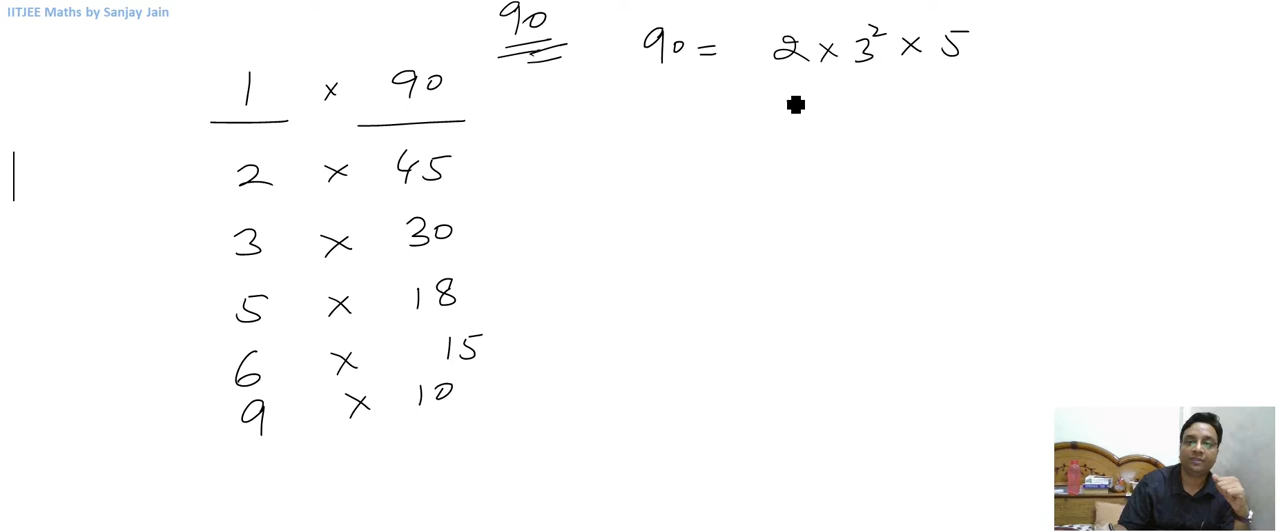 IITJEE Maths by Sanjay Jain
90
90 = 2 × 3² × 5
1 × 90
2 × 45
3 × 30
5 × 18
6 × 15
9 × 10